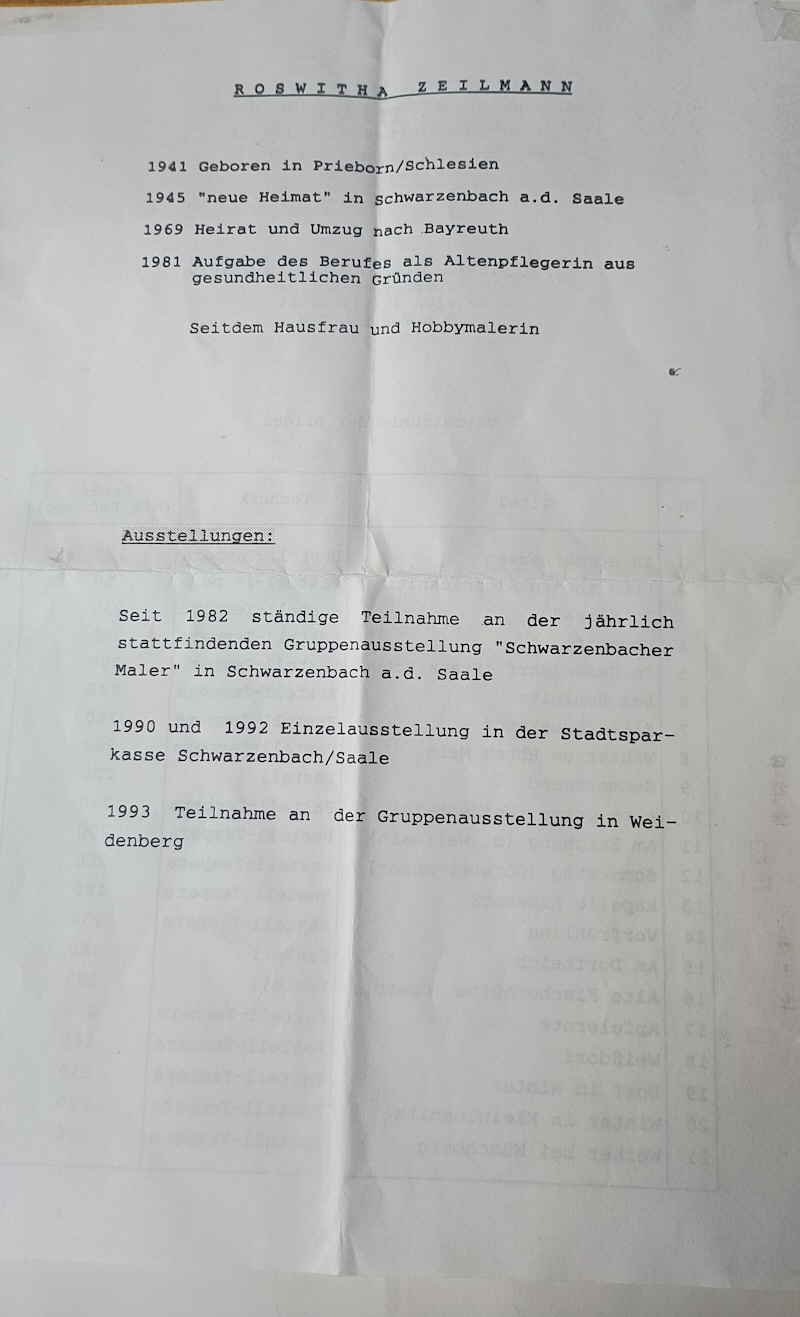 ROSWITHA ZEILMANN
1941 Geboren in Prieborn/Schlesien
1945 "neue Heimat" in Schwarzenbach a.d. Saale
1969 Heirat und Umzug nach Bayreuth
1981 Aufgabe des Berufes als Altenpflegerin aus
gesundheitlichen Gründen
Seitdem Hausfrau und Hobbymalerin
Ausstellungen:
Seit 1982 ständige Teilnahme an der jährlich
stattfindenden Gruppenausstellung "Schwarzenbacher
Maler" in Schwarzenbach a.d. Saale
1990 und 1992 Einzelausstellung in der Stadtspar-
kasse Schwarzenbach/Saale
1993 Teilnahme an der Gruppenausstellung in Wei-
denberg